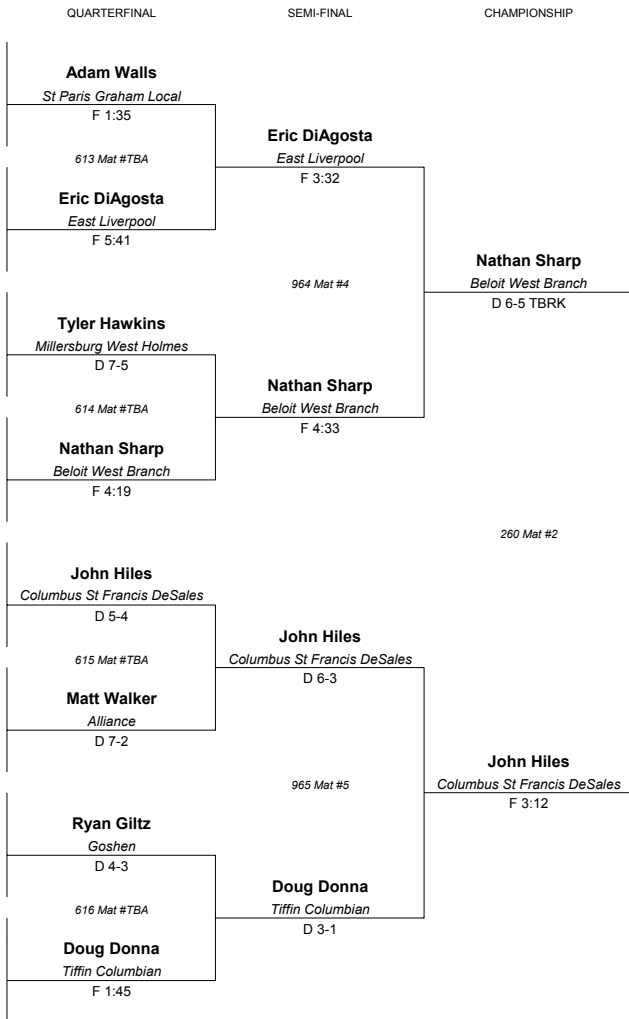 QUARTERFINAL
SEMI-FINAL
CHAMPIONSHIP
Adam Walls
St Paris Graham Local
F 1:35
613 Mat #TBA
Eric DiAgosta
East Liverpool
F 5:41
Eric DiAgosta
East Liverpool
F 3:32
964 Mat #4
Tyler Hawkins
Millersburg West Holmes
D 7-5
614 Mat #TBA
Nathan Sharp
Beloit West Branch
F 4:19
Nathan Sharp
Beloit West Branch
F 4:33
Nathan Sharp
Beloit West Branch
D 6-5 TBRK
260 Mat #2
John Hiles
Columbus St Francis DeSales
D 5-4
615 Mat #TBA
Matt Walker
Alliance
D 7-2
John Hiles
Columbus St Francis DeSales
D 6-3
965 Mat #5
Ryan Giltz
Goshen
D 4-3
616 Mat #TBA
Doug Donna
Tiffin Columbian
F 1:45
Doug Donna
Tiffin Columbian
D 3-1
John Hiles
Columbus St Francis DeSales
F 3:12